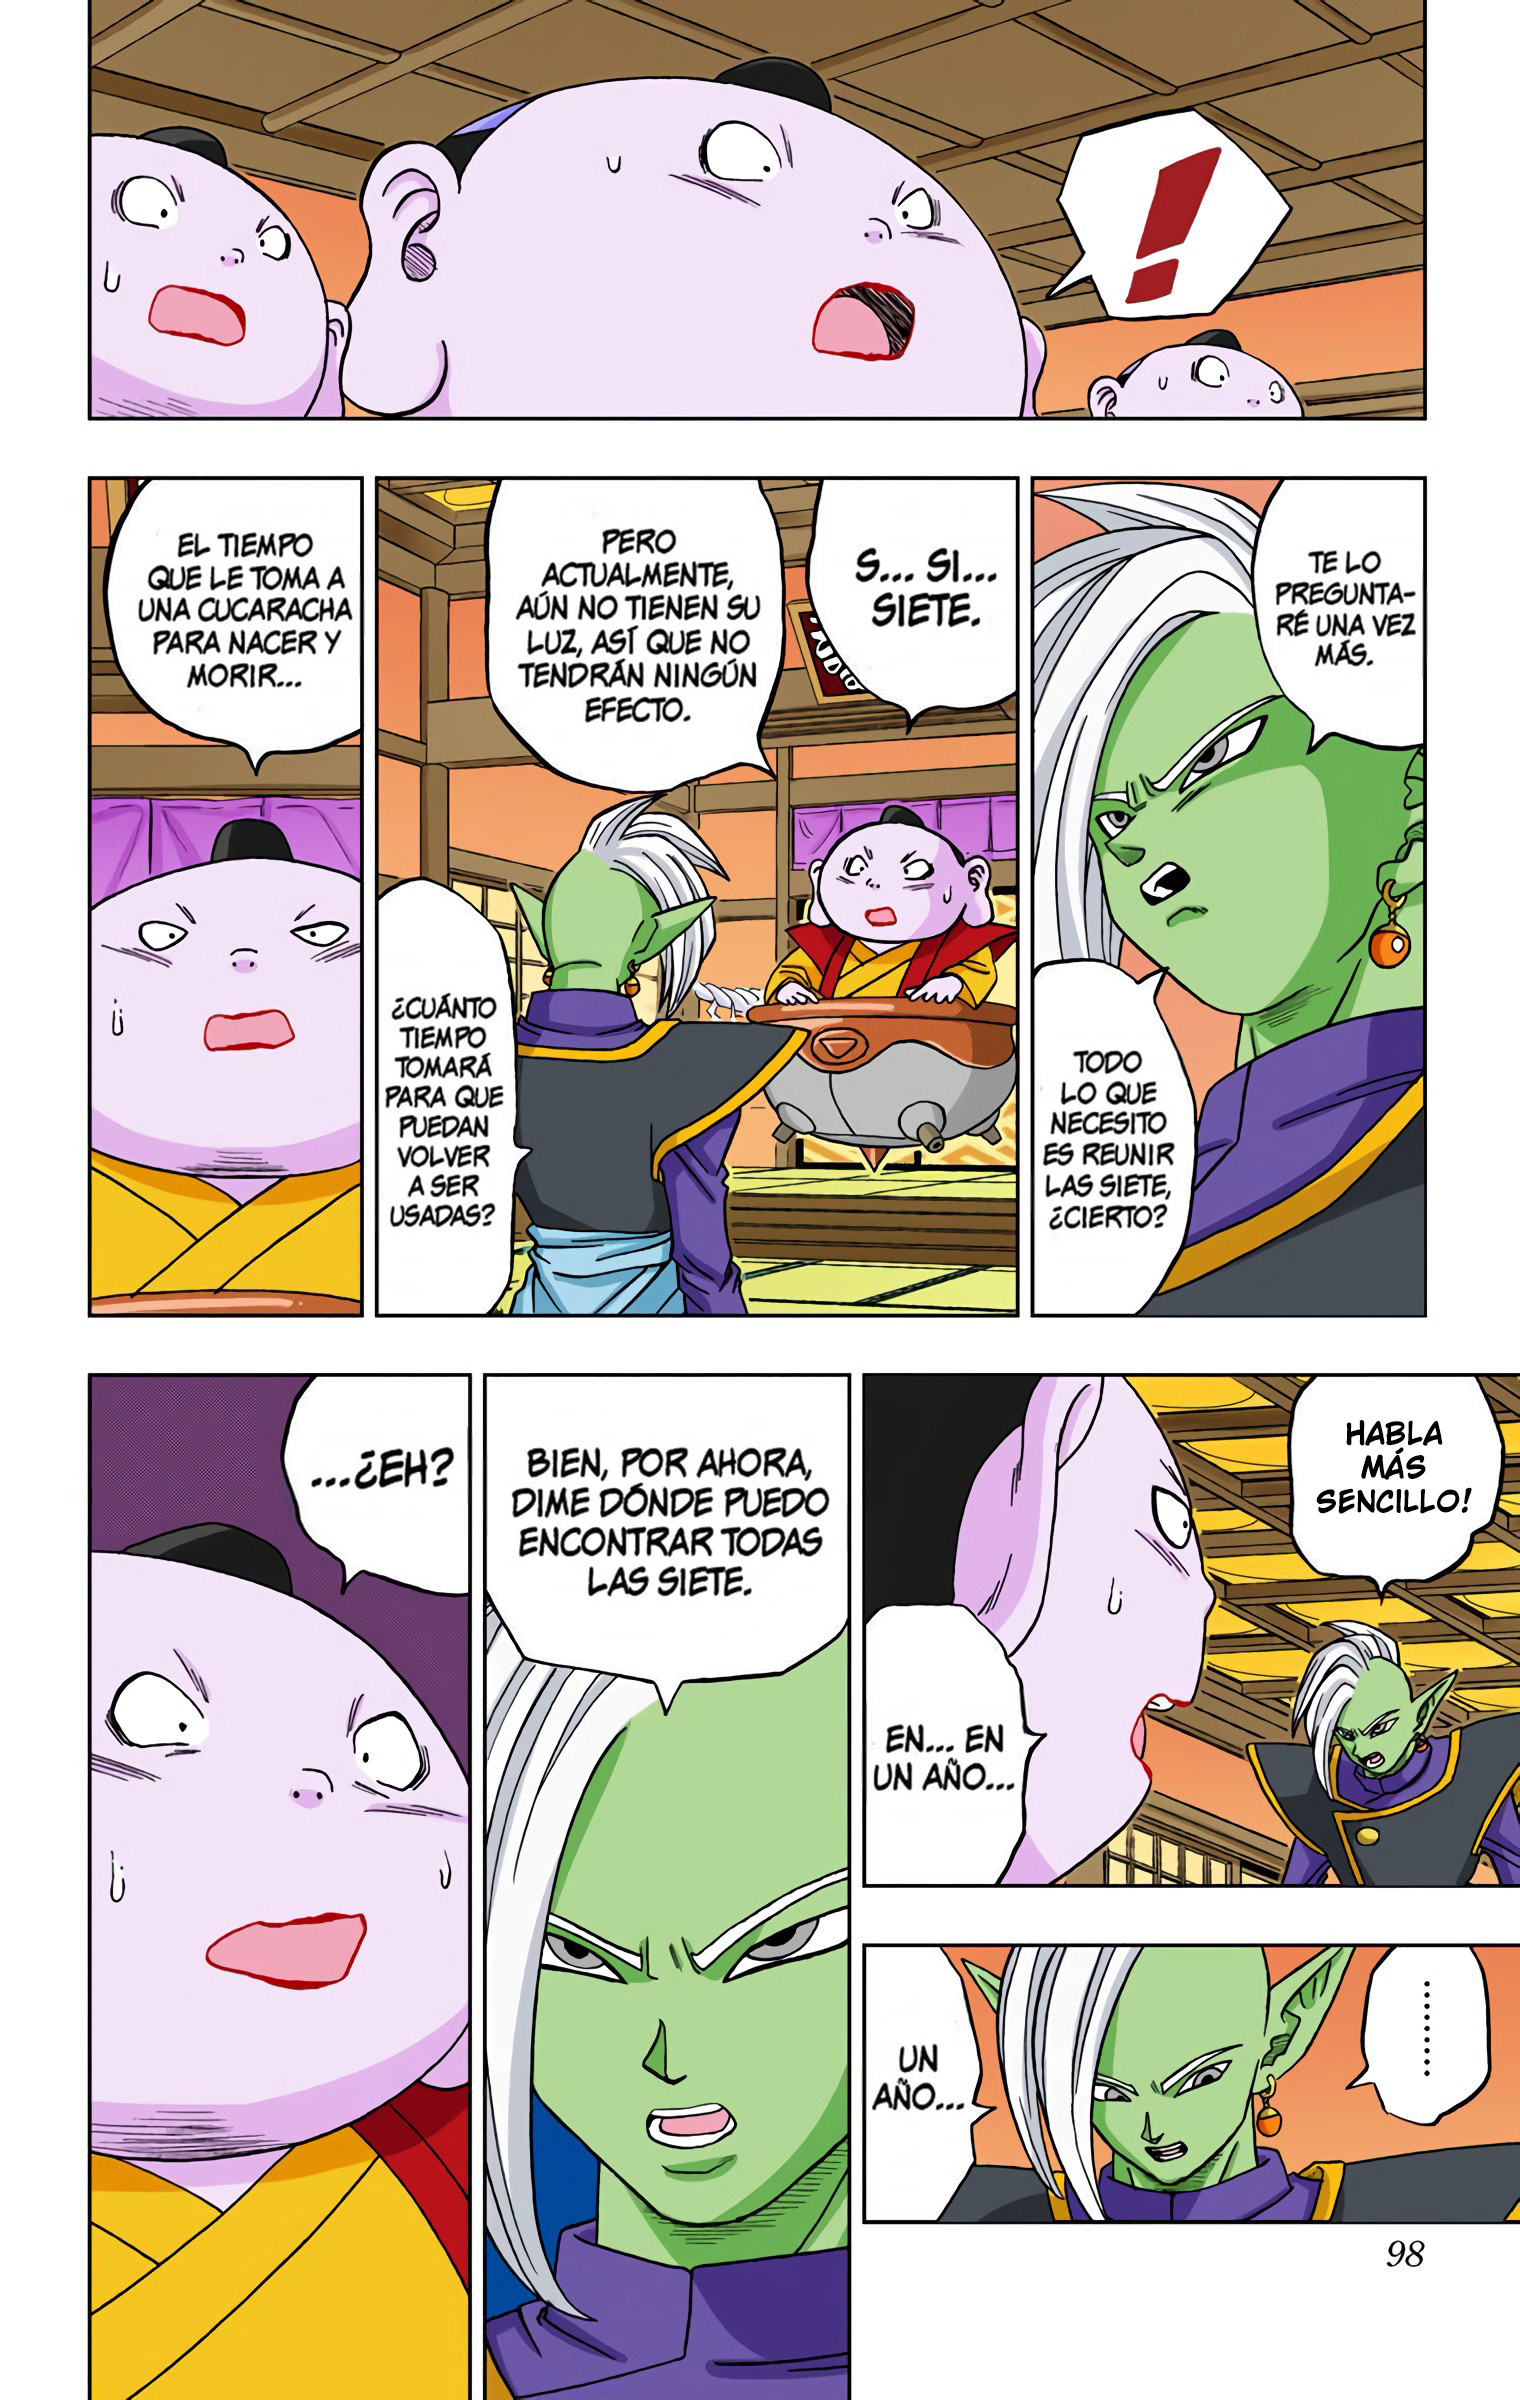 !
TE LO
PREGUNTA-
RÉ UNA VEZ
MÁS.
TODO
LO QUE
NECESITO
ES REUNIR
LAS SIETE,
¿CIERTO?
S... SI...
SIETE.
PERO
ACTUALMENTE,
AÚN NO TIENEN SU
LUZ, ASÍ QUE NO
TENDRÁN NINGÚN
EFECTO.
¿CUÁNTO
TIEMPO
TOMARÁ
PARA QUE
PUEDAN
VOLVER
A SER
USADAS?
EL TIEMPO
QUE LE TOMA A
UNA CUCARACHA
PARA NACER Y
MORIR...
HABLA
MÁS
SENCILLO!
EN... EN
UN AÑO...
.........
UN
AÑO...
BIEN, POR AHORA,
DIME DÓNDE PUEDO
ENCONTRAR TODAS
LAS SIETE.
...¿EH?
98